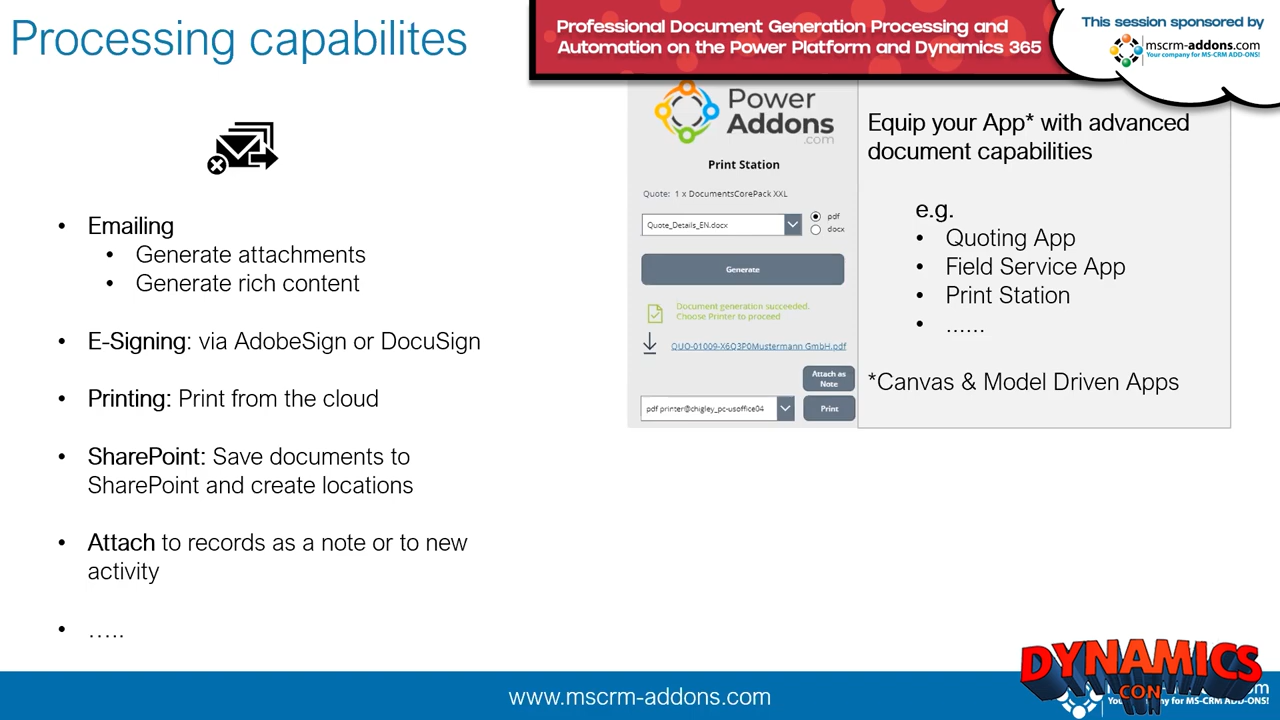 Processing capabilites
Professional Document Generation Processing and
Automation on the Power Platform and Dynamics 365
This session sponsored by
mscrm-addons.com
Your company for MS-CRM ADD-ONS!
• Emailing
• Generate attachments
• Generate rich content
E-Signing: via AdobeSign or DocuSign
• Printing: Print from the cloud
• SharePoint: Save documents to
SharePoint and create locations
• Attach to records as a note or to new
activity
• .....
Power
Addons
.com
Print Station
Quote: 1 x DocumentsCorePack XXL
Quote_Details_EN.docx
pdf
docx
Generate
Document generation succeeded.
Choose Printer to proceed
QUO-01009-X6Q3P0Mustermann GmbH.pdf
Attach as
Note
pdf printer@chigley_pc-usoffice04
Print
Equip your App* with advanced
document capabilities
e.g.
• Quoting App
• Field Service App
• Print Station
• ......
*Canvas & Model Driven Apps
www.mscrm-addons.com
DYNAMICS
CON